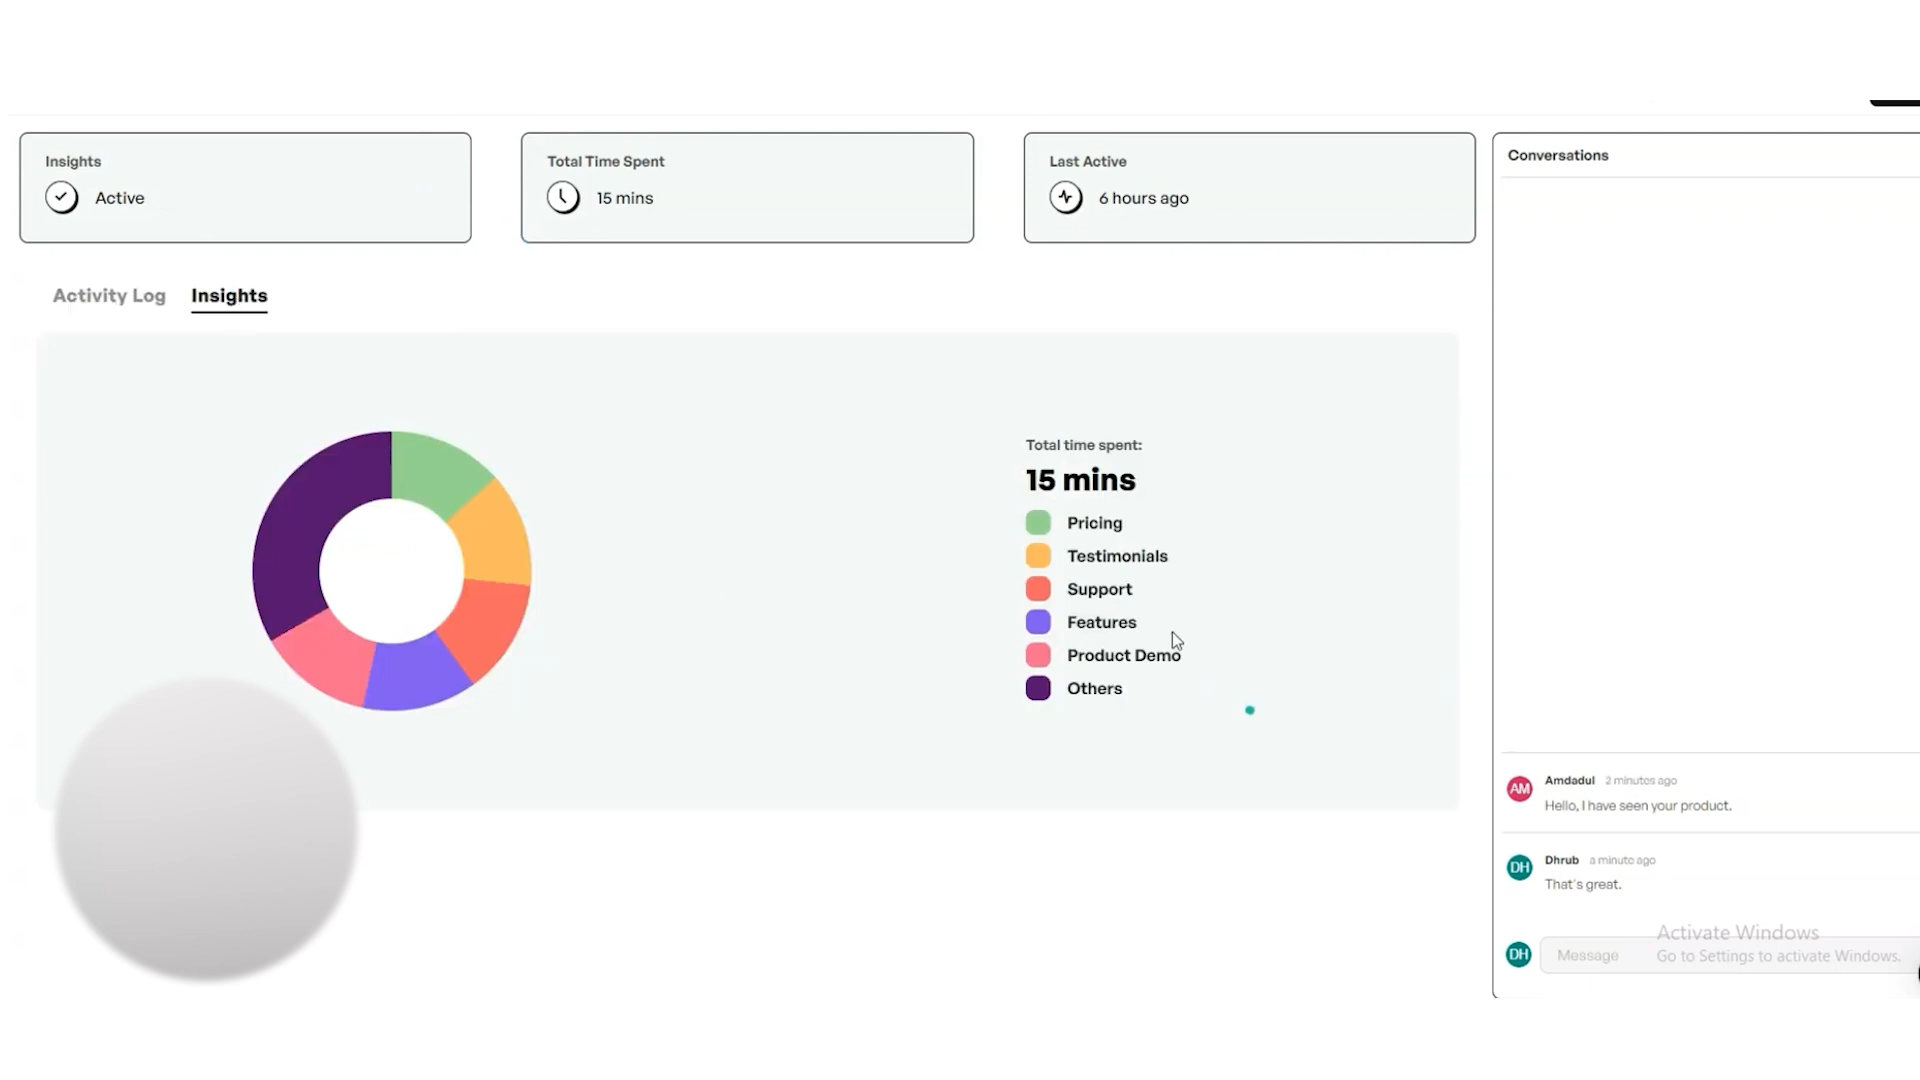 Insights
Active
Total Time Spent
15 mins
Last Active
6 hours ago
Activity Log
Insights
Total time spent:
15 mins
Pricing
Testimonials
Support
Features
Product Demo
Others
Conversations
AM
Amdadul 2 minutes ago
Hello, I have seen your product.
DH
Dhrub a minute ago
That's great.
DH
Message
Activate Windows
Go to Settings to activate Windows.